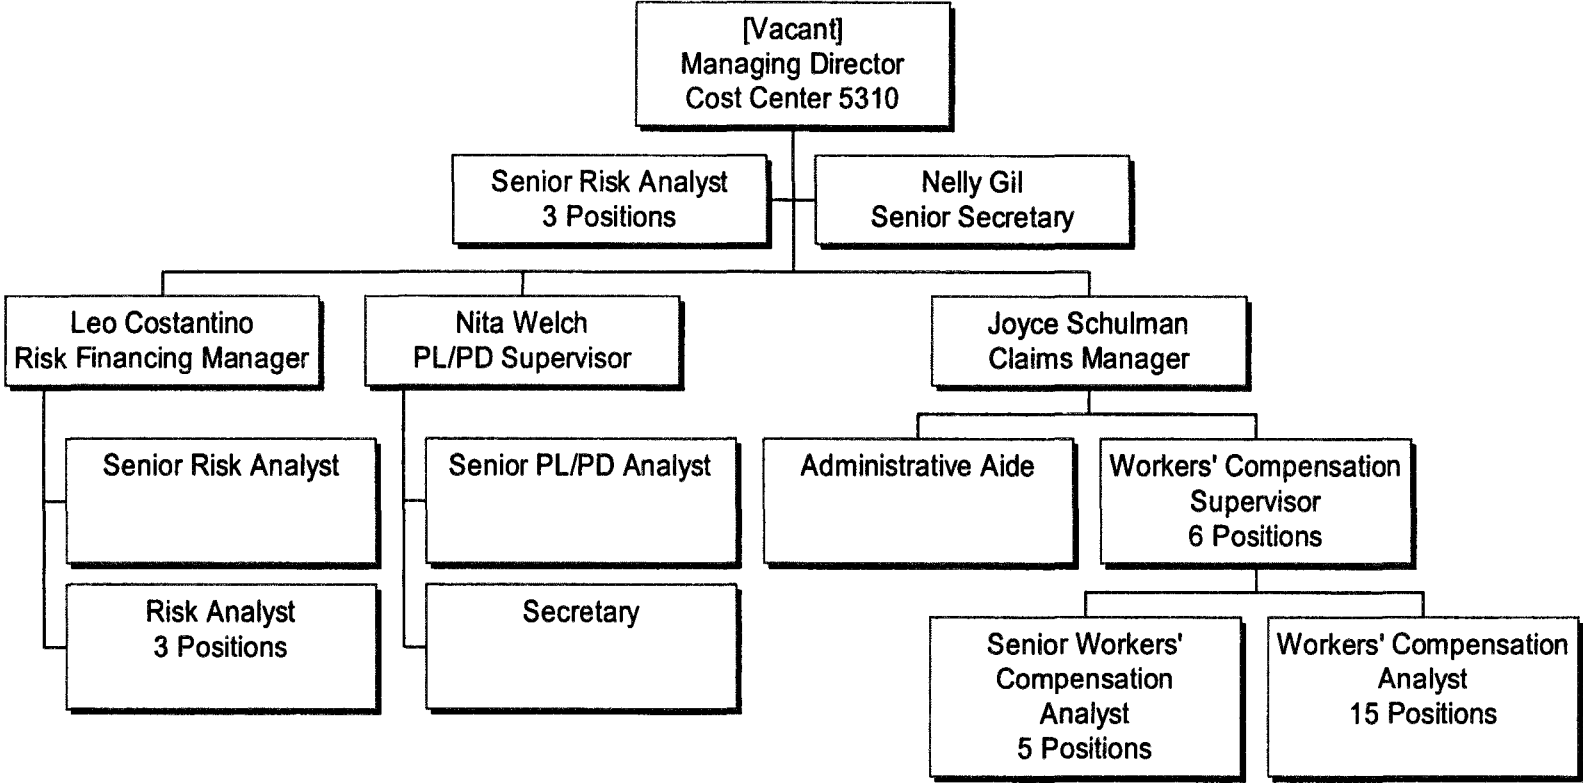 [Vacant]
Managing Director
Cost Center 5310
Senior Risk Analyst
3 Positions
Nelly Gil
Senior Secretary
Leo Costantino
Risk Financing Manager
Nita Welch
PL/PD Supervisor
Joyce Schulman
Claims Manager
Senior Risk Analyst
Risk Analyst
3 Positions
Senior PL/PD Analyst
Secretary
Administrative Aide
Workers' Compensation
Supervisor
6 Positions
Senior Workers'
Compensation
Analyst
5 Positions
Workers' Compensation
Analyst
15 Positions